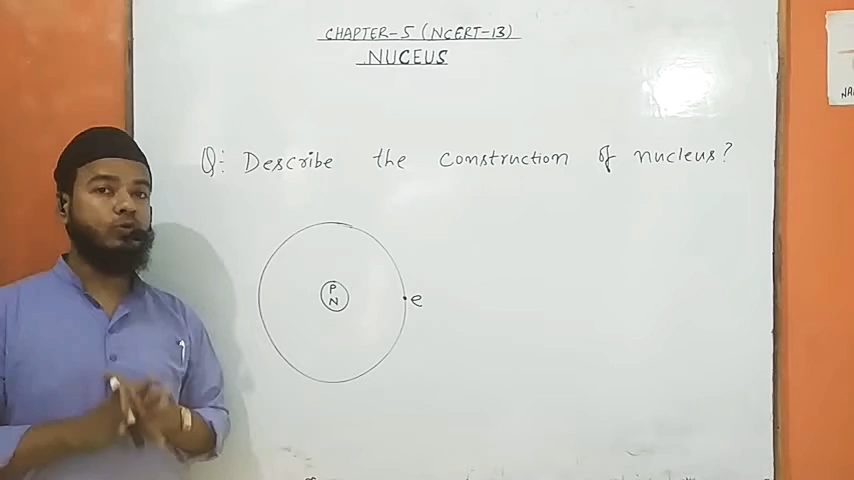 CHAPTER-5 (NCERT-13)
NUCEUS
Q: Describe the construction of nucleus?
P
N
e